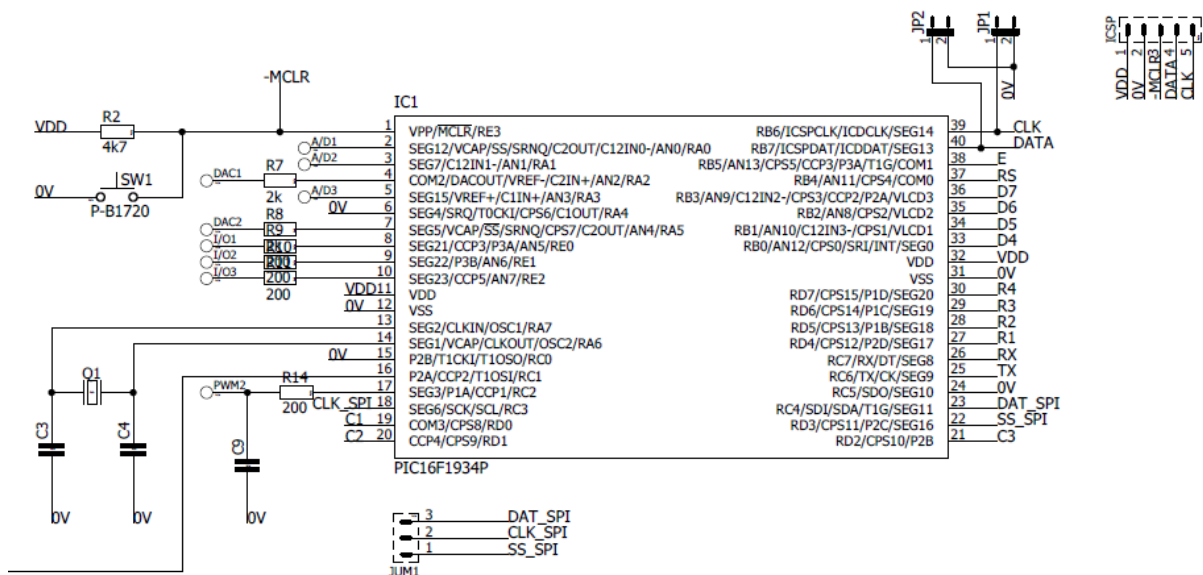 JP2
1
2
JP1
1
2
0V
ICSP
1
2
3
4
5
VDD
0V
-MCLR
DATA
CLK
-MCLR
IC1
VDD
R2
4k7
0V
SW1
P-B1720
A/D1
A/D2
DAC1
R7
2k
A/D3
0V
DAC2
R8
R9
I/O1
I/O2
200
I/O3
200
200
VDD
0V
0V
Q1
C3
C4
0V
0V
PWM2
R14
200
C9
0V
CLK_SPI
C1
C2
1 VPP/MCLR/RE3
2 SEG12/VCAP/SS/SRNQ/C2OUT/C12IN0-/AN0/RA0
3 SEG7/C12IN1-/AN1/RA1
4 COM2/DACOUT/VREF-/C2IN+/AN2/RA2
5 SEG15/VREF+/C1IN+/AN3/RA3
6 SEG4/SRQ/T0CKI/CPS6/C1OUT/RA4
7 SEG5/VCAP/SS/SRNQ/CPS7/C2OUT/AN4/RA5
8 SEG21/CCP3/P3A/AN5/RE0
9 SEG22/P3B/AN6/RE1
10 SEG23/CCP5/AN7/RE2
11 VDD
12 VSS
13 SEG2/CLKIN/OSC1/RA7
14 SEG1/VCAP/CLKOUT/OSC2/RA6
15 P2B/T1CKI/T1OSO/RC0
16 P2A/CCP2/T1OSI/RC1
17 SEG3/P1A/CCP1/RC2
18 SEG6/SCK/SCL/RC3
19 COM3/CPS8/RD0
20 CCP4/CPS9/RD1
RB6/ICSPCLK/ICDCLK/SEG14 39 CLK
RB7/ICSPDAT/ICDDAT/SEG13 40 DATA
RB5/AN13/CPS5/CCP3/P3A/T1G/COM1 38 E
RB4/AN11/CPS4/COM0 37 RS
RB3/AN9/C12IN2-/CPS3/CCP2/P2A/VLCD3 36 D7
RB2/AN8/CPS2/VLCD2 35 D6
RB1/AN10/C12IN3-/CPS1/VLCD1 34 D5
RB0/AN12/CPS0/SRI/INT/SEG0 33 D4
VDD 32 VDD
VSS 31 0V
RD7/CPS15/P1D/SEG20 30 R4
RD6/CPS14/P1C/SEG19 29 R3
RD5/CPS13/P1B/SEG18 28 R2
RD4/CPS12/P2D/SEG17 27 R1
RC7/RX/DT/SEG8 26 RX
RC6/TX/CK/SEG9 25 TX
RC5/SDO/SEG10 24 0V
RC4/SDI/SDA/T1G/SEG11 23 DAT_SPI
RD3/CPS11/P2C/SEG16 22 SS_SPI
RD2/CPS10/P2B 21 C3
PIC16F1934P
3 DAT_SPI
2 CLK_SPI
1 SS_SPI
JUM1